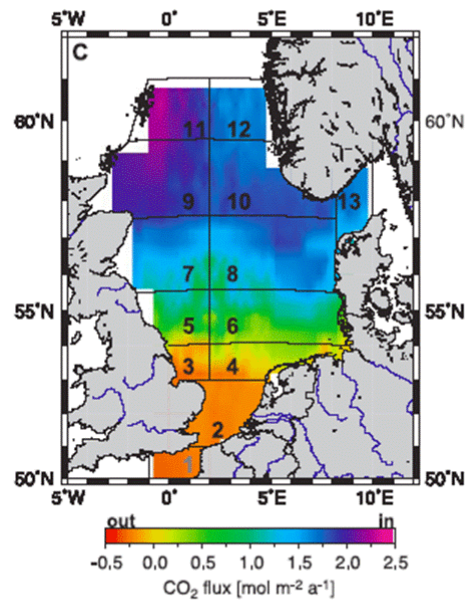 5˚W 0˚ 5˚E 10˚E
C
60˚N 60˚N
11 12
9 10 13
7 8
55˚N 55˚N
5 6
3 4
2
1
50˚N 50˚N
5˚W 0˚ 5˚E 10˚E
out in
-0,5 0,0 0,5 1,0 1,5 2,0 2,5
CO₂ flux [mol m⁻² a⁻¹]